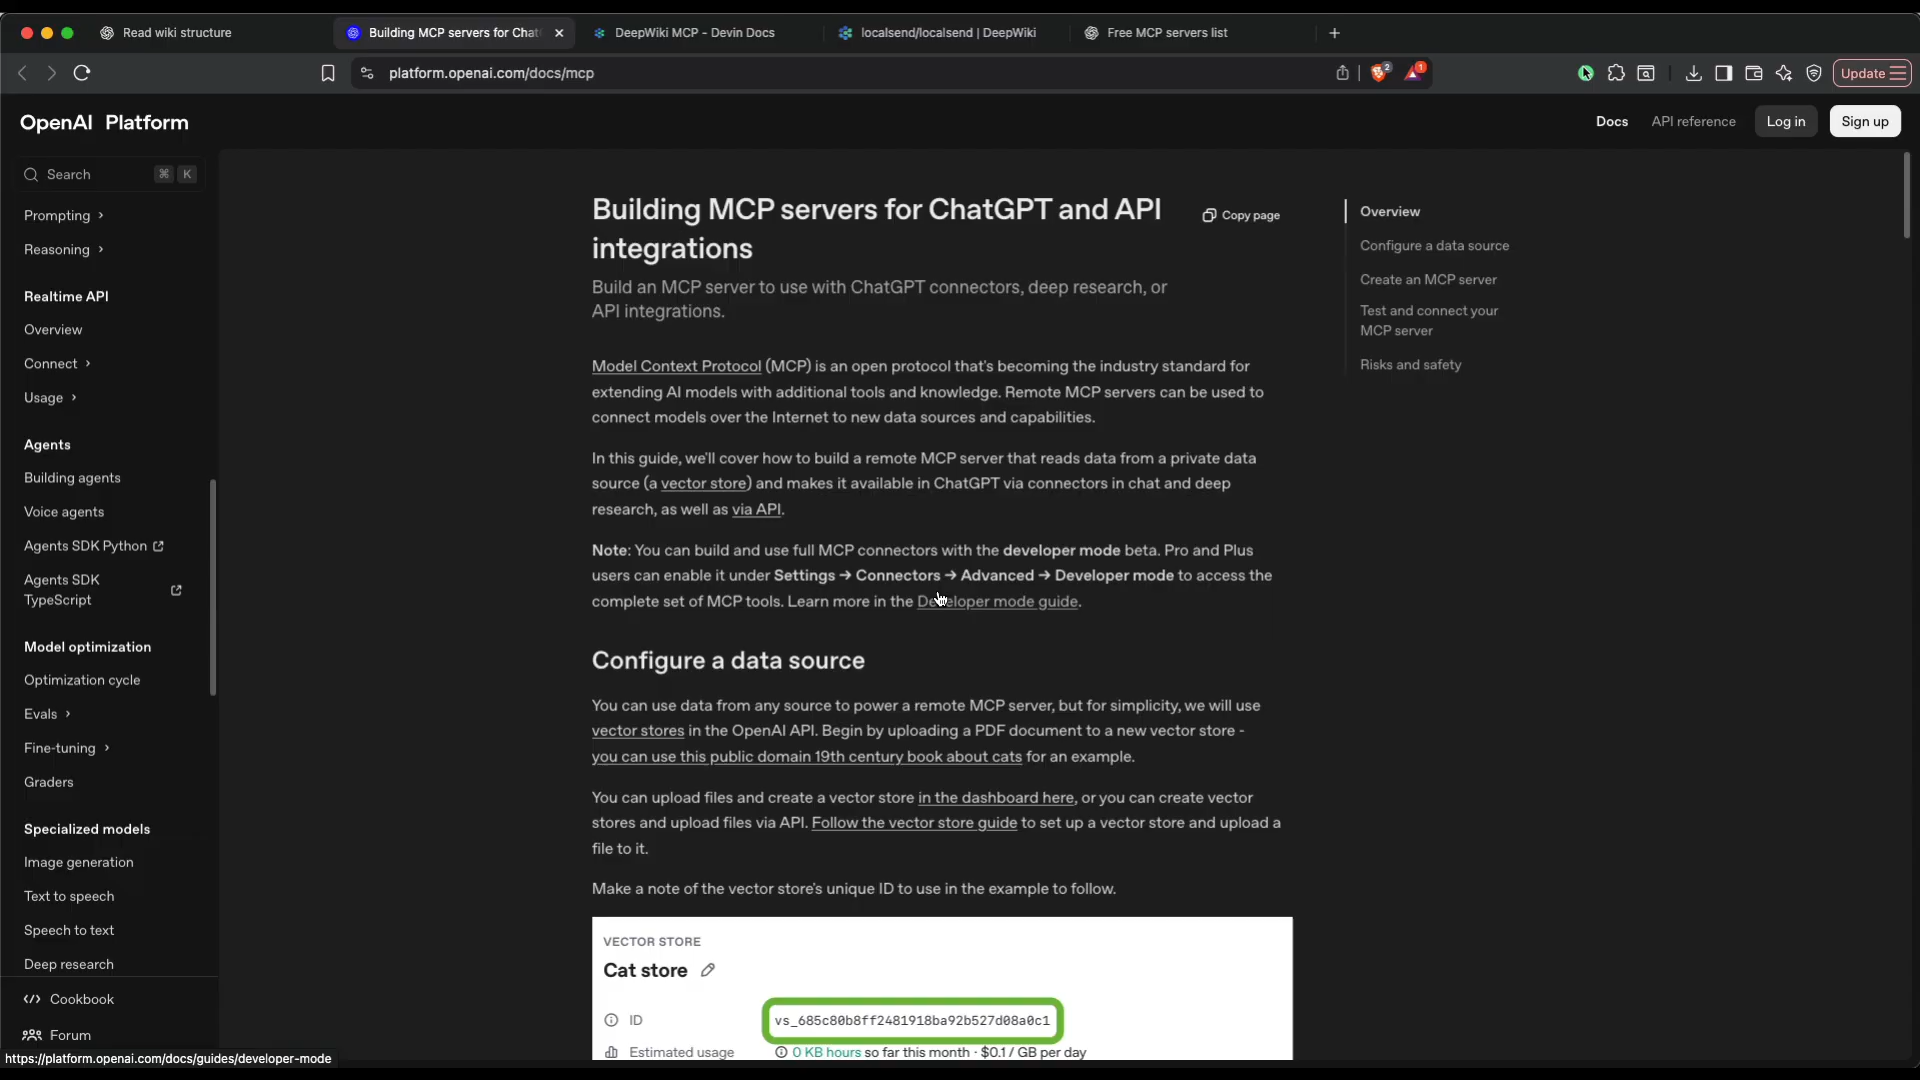 Read wiki structure
Building MCP servers for Chat
DeepWiki MCP - Devin Docs
localsend/localsend | DeepWiki
Free MCP servers list
platform.openai.com/docs/mcp
2
1
Update
OpenAI Platform
Docs
API reference
Log in
Sign up
Search
⌘ K
Prompting
Reasoning
Realtime API
Overview
Connect
Usage
Agents
Building agents
Voice agents
Agents SDK Python
Agents SDK
TypeScript
Model optimization
Optimization cycle
Evals
Fine-tuning
Graders
Specialized models
Image generation
Text to speech
Speech to text
Deep research
Cookbook
Forum
https://platform.openai.com/docs/guides/developer-mode
Building MCP servers for ChatGPT and API
integrations
Copy page
Build an MCP server to use with ChatGPT connectors, deep research, or
API integrations.
Model Context Protocol (MCP) is an open protocol that's becoming the industry standard for
extending AI models with additional tools and knowledge. Remote MCP servers can be used to
connect models over the Internet to new data sources and capabilities.
In this guide, we'll cover how to build a remote MCP server that reads data from a private data
source (a vector store) and makes it available in ChatGPT via connectors in chat and deep
research, as well as via API.
Note: You can build and use full MCP connectors with the developer mode beta. Pro and Plus
users can enable it under Settings → Connectors → Advanced → Developer mode to access the
complete set of MCP tools. Learn more in the Developer mode guide.
Configure a data source
You can use data from any source to power a remote MCP server, but for simplicity, we will use
vector stores in the OpenAI API. Begin by uploading a PDF document to a new vector store -
you can use this public domain 19th century book about cats for an example.
You can upload files and create a vector store in the dashboard here, or you can create vector
stores and upload files via API. Follow the vector store guide to set up a vector store and upload a
file to it.
Make a note of the vector store's unique ID to use in the example to follow.
VECTOR STORE
Cat store
ID
vs_685c80b8ff2481918ba92b527d08a0c1
Estimated usage
0 KB hours so far this month · $0.1 / GB per day
Overview
Configure a data source
Create an MCP server
Test and connect your
MCP server
Risks and safety